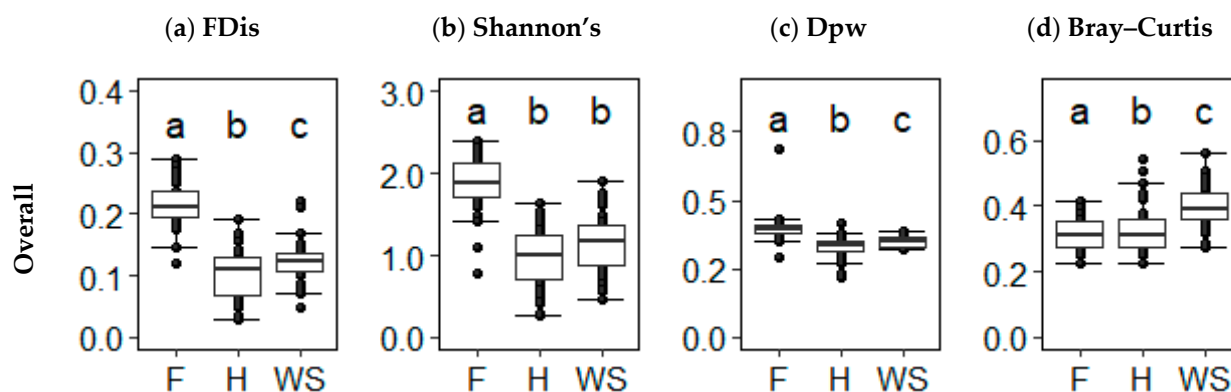 (a) FDis
(b) Shannon’s
(c) Dpw
(d) Bray–Curtis
Overall
0.4
0.3
0.2
0.1
0.0
a b c
F H WS
3.0
2.0
1.0
0.0
a b b
F H WS
0.8
0.5
0.2
0.0
a b c
F H WS
0.6
0.4
0.2
0.0
a b c
F H WS